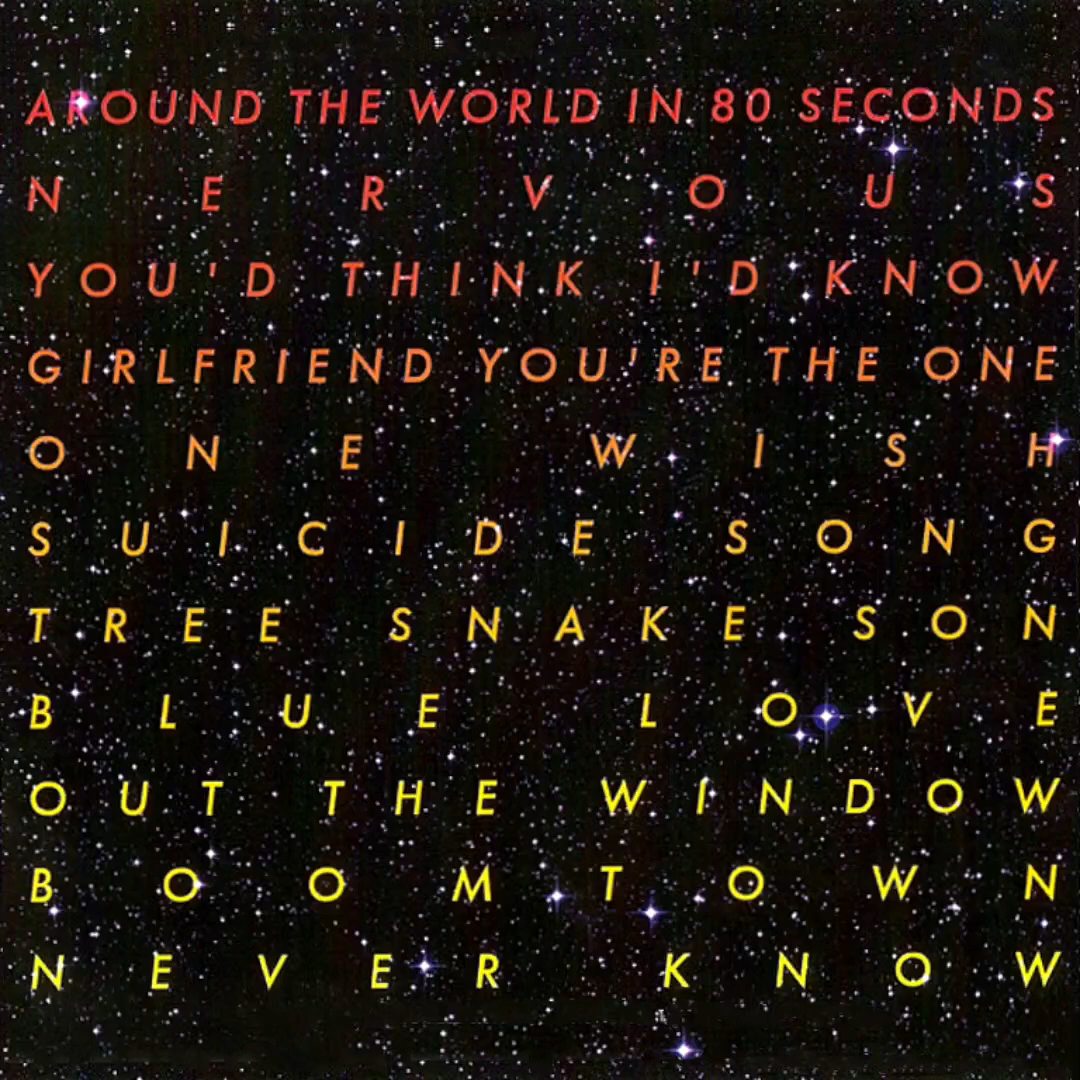 AROUND THE WORLD IN 80 SECONDS
NERVOUS
YOU'D THINK I'D KNOW
GIRLFRIEND YOU'RE THE ONE
ONE WISH
SUICIDE SONG
TREE SNAKE SON
BLUE LOVE
OUT THE WINDOW
BOOMTOWN
NEVER KNOW